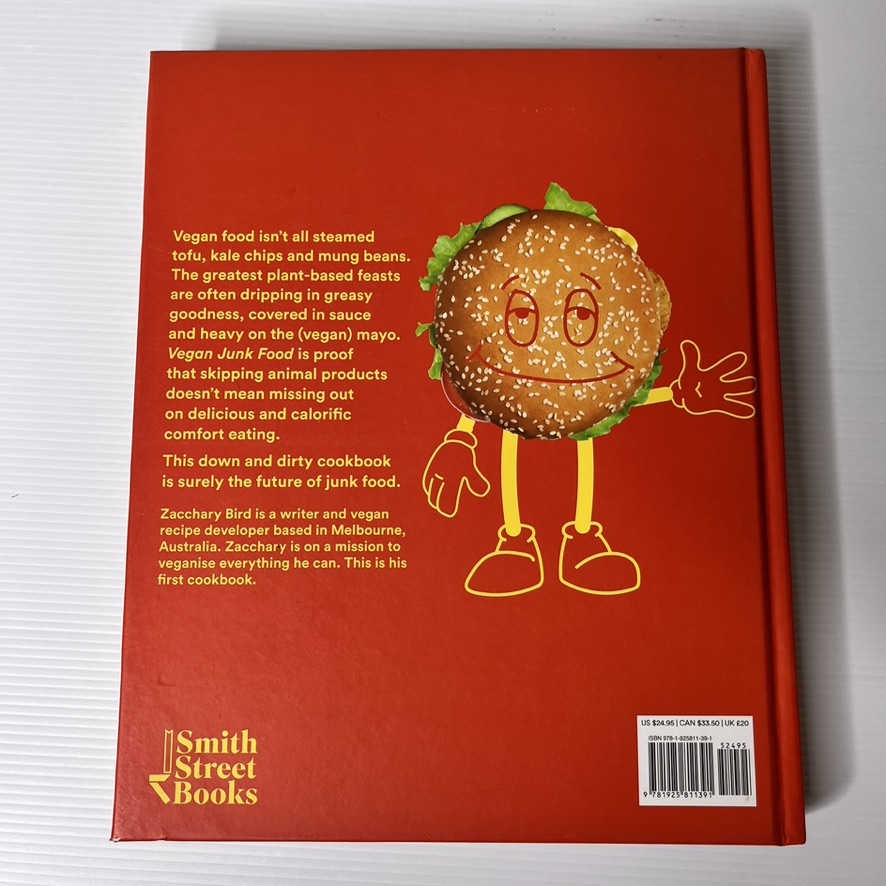 Vegan food isn't all steamed
tofu, kale chips and mung beans.
The greatest plant-based feasts
are often dripping in greasy
goodness, covered in sauce
and heavy on the (vegan) mayo.
Vegan Junk Food is proof
that skipping animal products
doesn't mean missing out
on delicious and calorific
comfort eating.
This down and dirty cookbook
is surely the future of junk food.
Zacchary Bird is a writer and vegan
recipe developer based in Melbourne,
Australia. Zacchary is on a mission to
veganise everything he can. This is his
first cookbook.
Smith
Street
Books
US $24.95 | CAN $33.50 | UK £20
ISBN 978-1-925811-39-1
52495
9 781925 811391